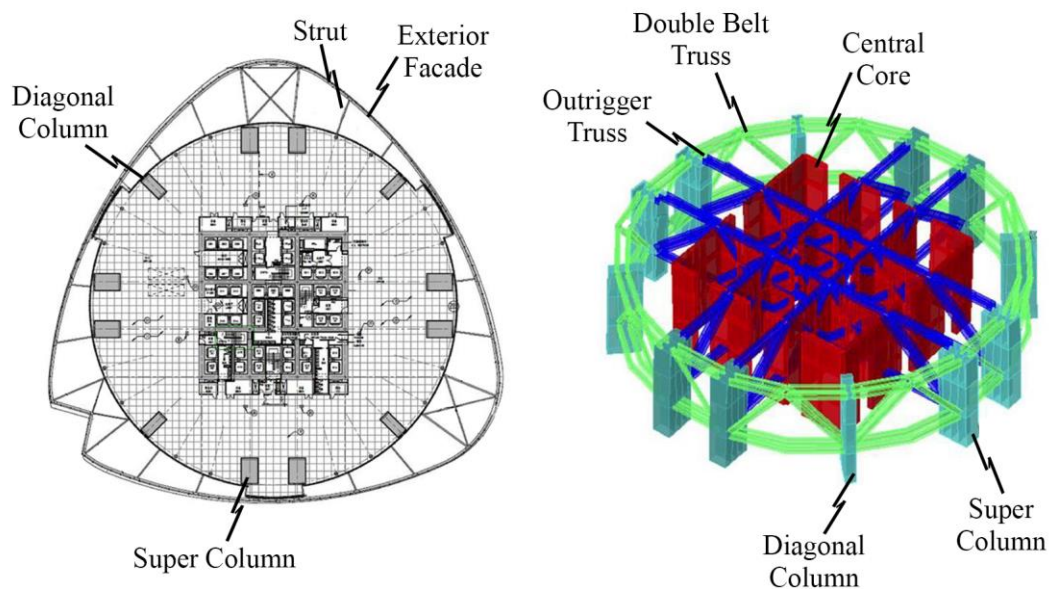 Strut
Exterior
Facade
Diagonal
Column
Super Column
Double Belt
Truss
Central
Core
Outrigger
Truss
Super
Column
Diagonal
Column